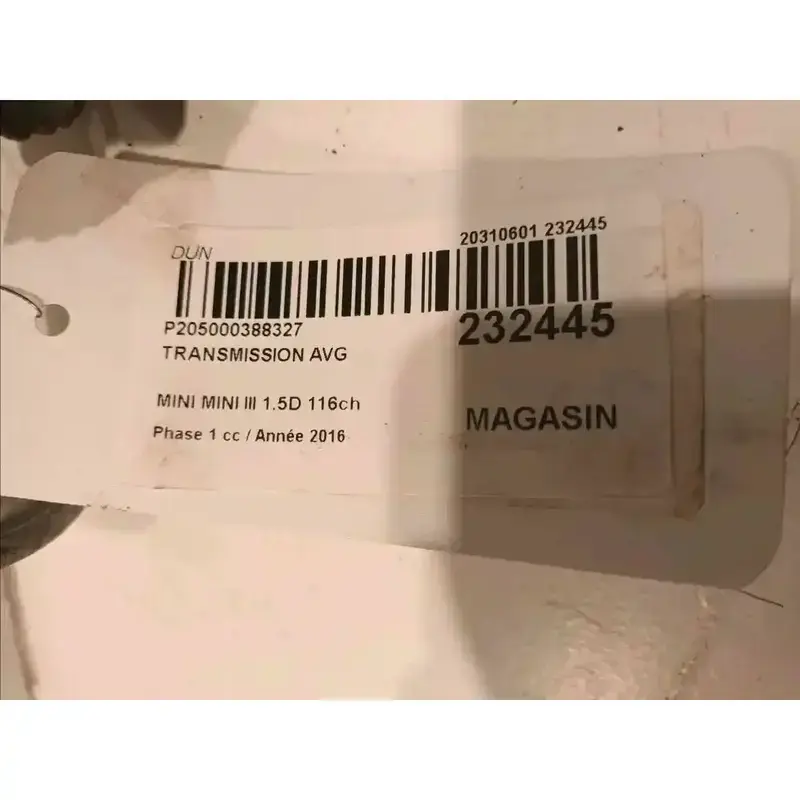 DUN
20310601 232445
P205000388327
232445
TRANSMISSION AVG
MINI MINI III 1.5D 116ch
MAGASIN
Phase 1 cc / Année 2016